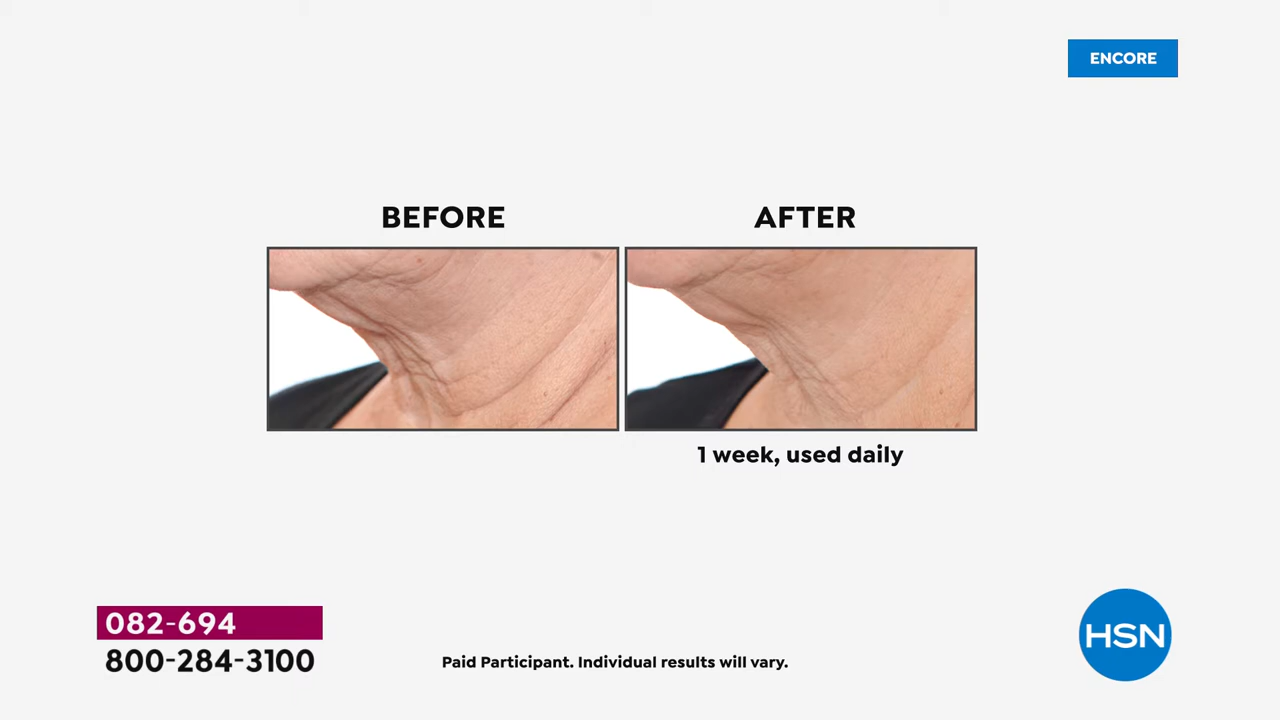 ENCORE
BEFORE
AFTER
1 week, used daily
082-694
800-284-3100
Paid Participant. Individual results will vary.
HSN